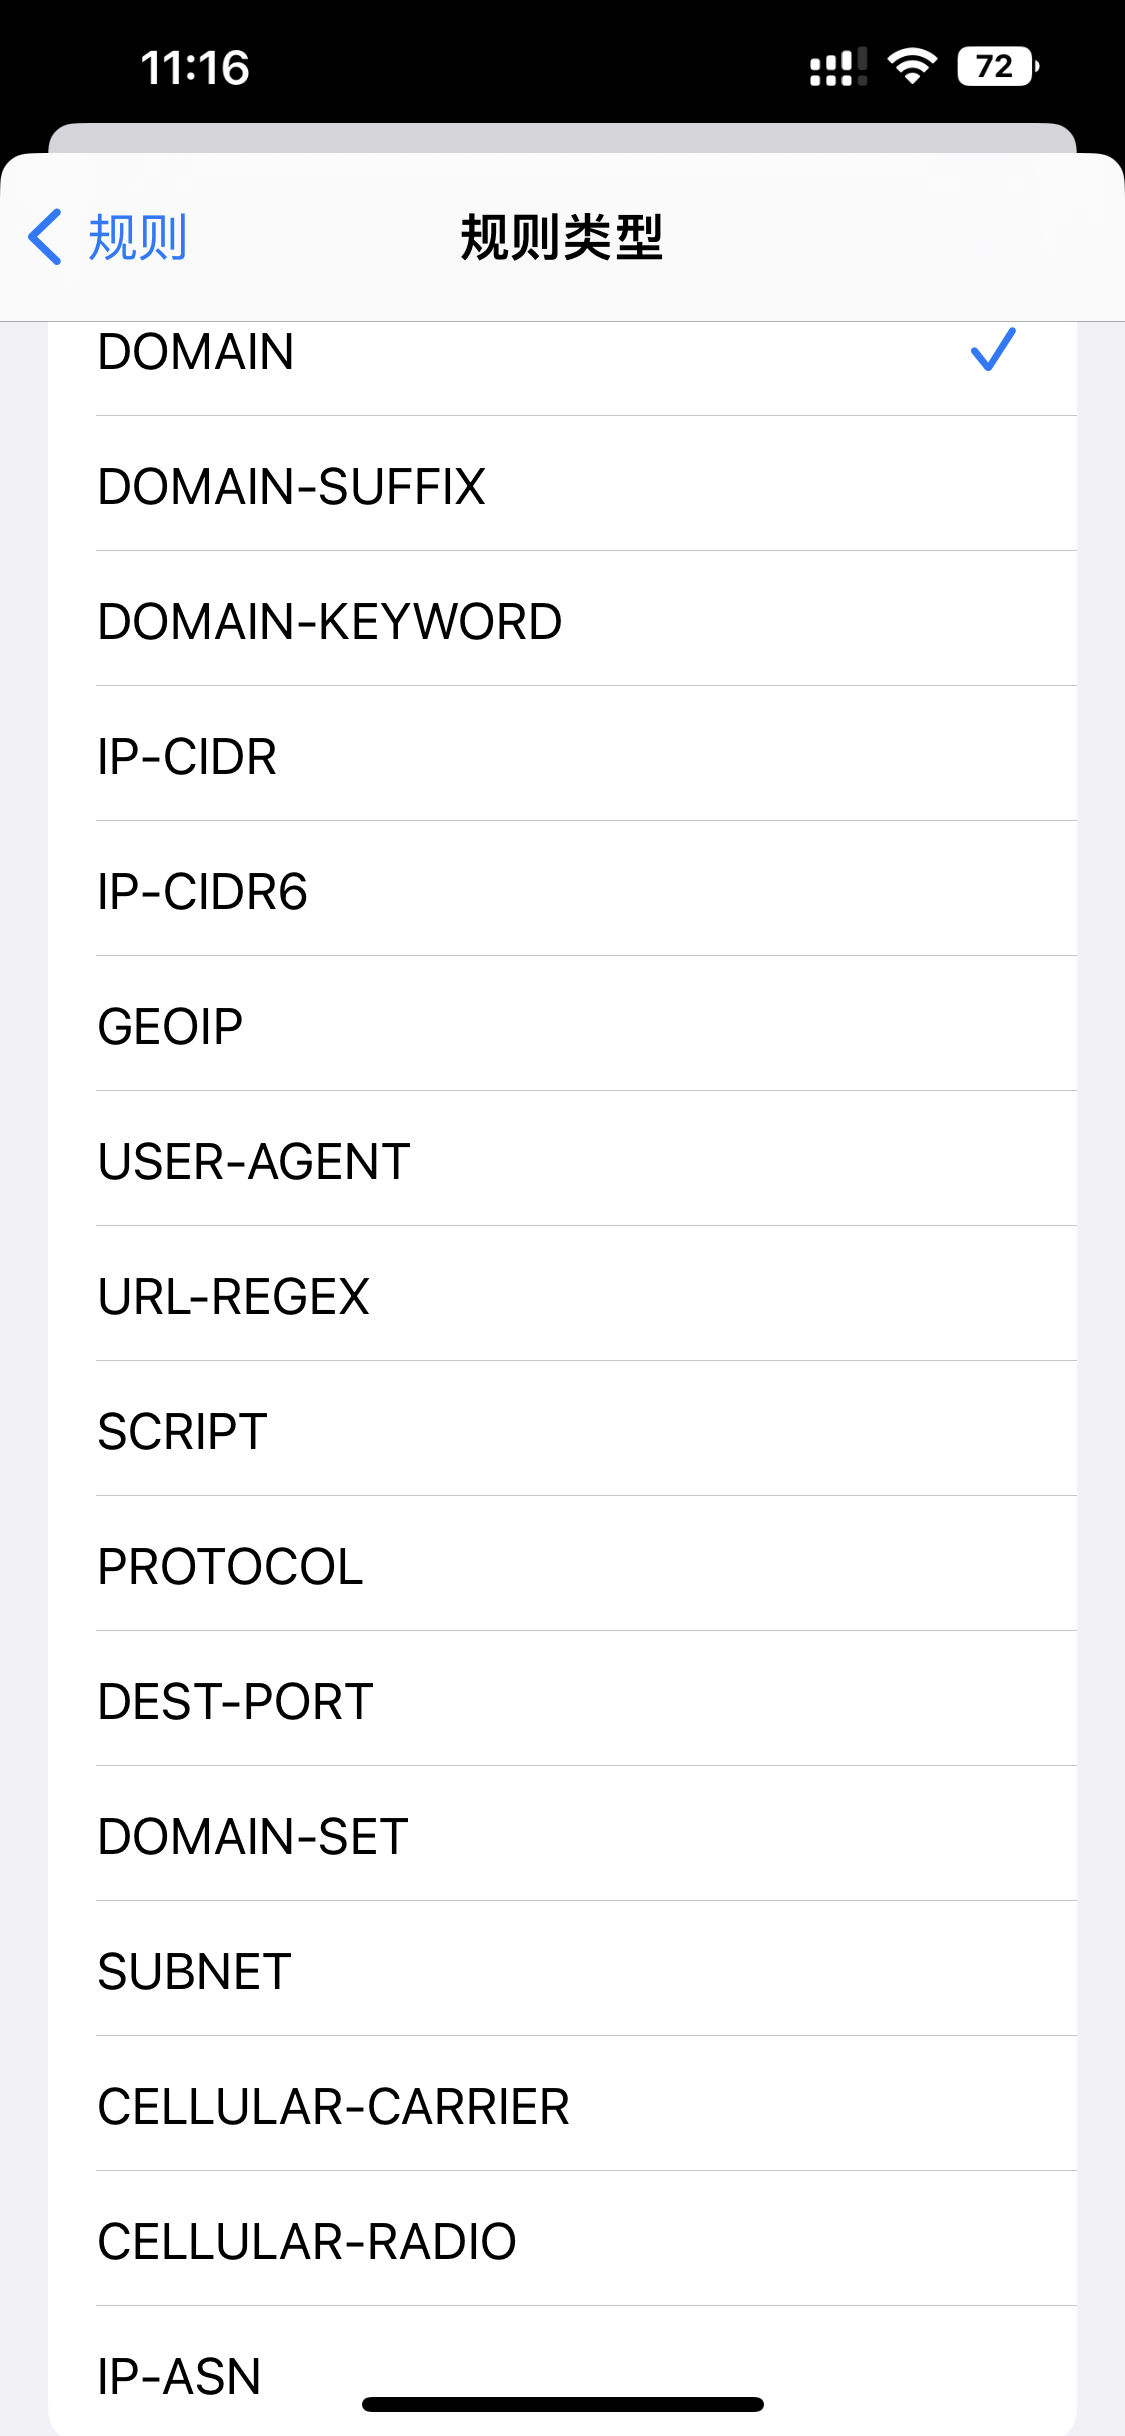 11:16
72
规则
规则类型
DOMAIN
DOMAIN-SUFFIX
DOMAIN-KEYWORD
IP-CIDR
IP-CIDR6
GEOIP
USER-AGENT
URL-REGEX
SCRIPT
PROTOCOL
DEST-PORT
DOMAIN-SET
SUBNET
CELLULAR-CARRIER
CELLULAR-RADIO
IP-ASN